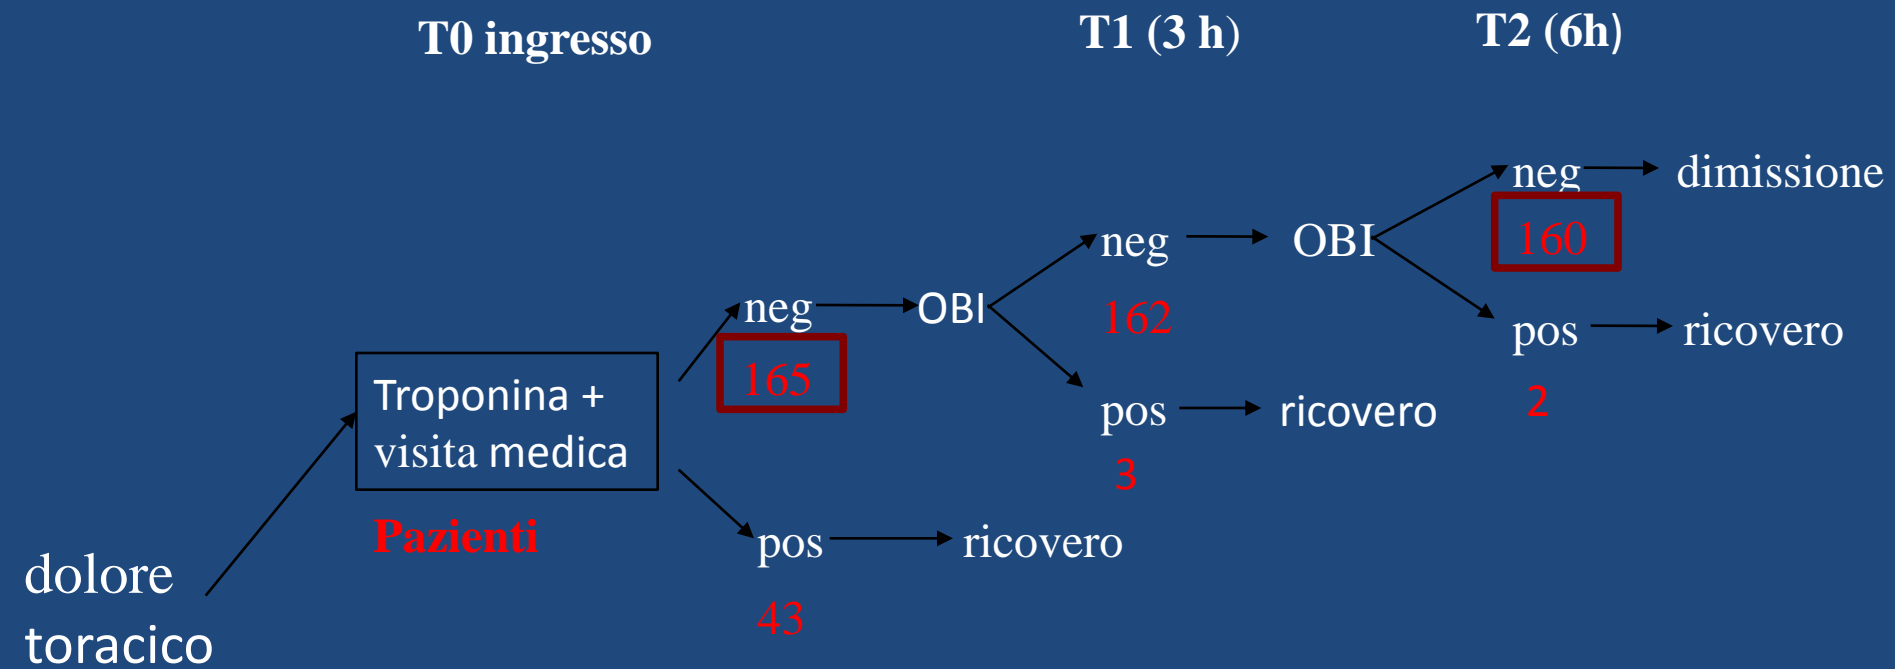 T0 ingresso
T1 (3 h)
T2 (6h)
neg
dimissione
160
neg
OBI
neg
OBI
162
pos
ricovero
165
2
Troponina +
visita medica
pos
ricovero
3
Pazienti
pos
ricovero
43
dolore
toracico